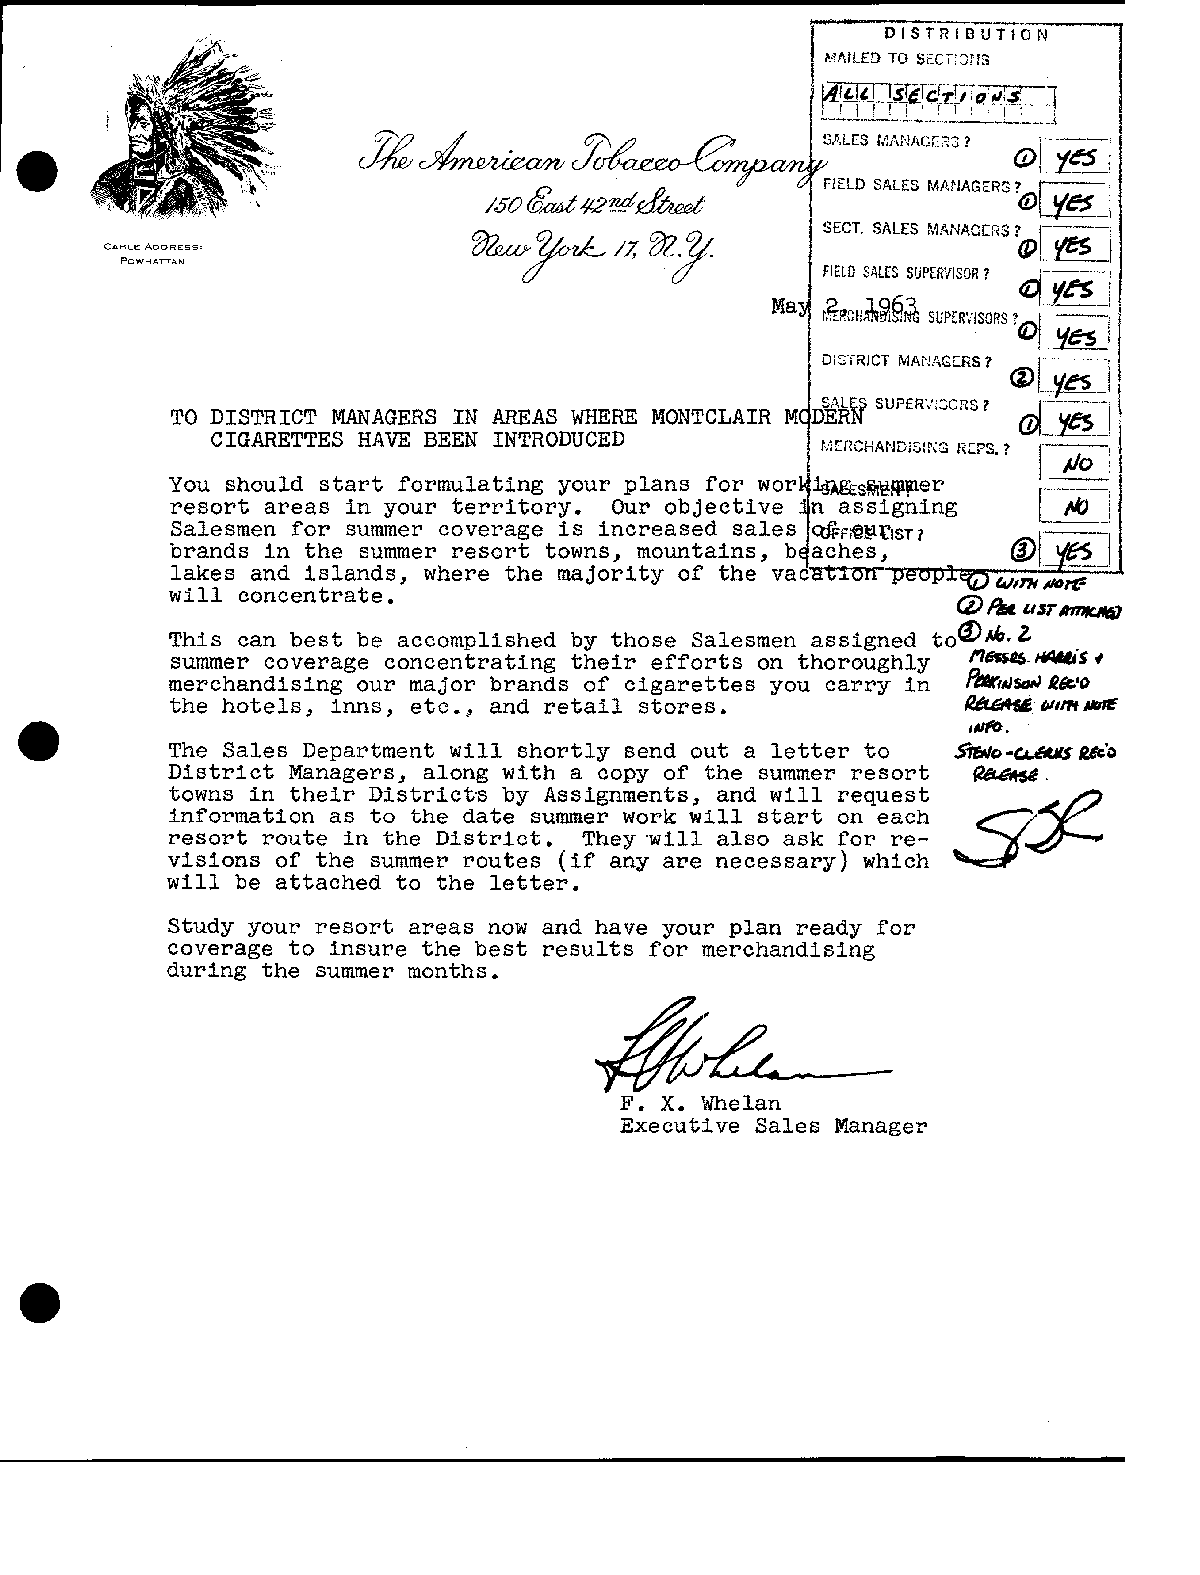 DISTRIBUTION
MAILED TO SECTIONS
ALL SECTIONS
SALES MANAGERS? ① YES
FIELD SALES MANAGERS? ① YES
SECT. SALES MANAGERS? ① YES
FIELD SALES SUPERVISOR? ① YES
MERCHANDISING SUPERVISORS? ① YES
DISTRICT MANAGERS? ② YES
SALES SUPERVISORS? ① YES
MERCHANDISING REPS.? NO
SALESMEN? NO
OFFICE LIST? ③ YES
① WITH NOTE
② PER LIST ATTACHED
③ No. 2
MESSRS. HARRIS +
PERKINSON REC'D
RELEASE WITH NOTE
INFO.
STENO-CLERKS REC'D
RELEASE.
CABLE ADDRESS:
POWHATTAN
The American Tobacco Company
150 East 42nd Street
New York 17, N.Y.
May 2, 1963
TO DISTRICT MANAGERS IN AREAS WHERE MONTCLAIR MODERN
CIGARETTES HAVE BEEN INTRODUCED
You should start formulating your plans for working summer
resort areas in your territory. Our objective in assigning
Salesmen for summer coverage is increased sales of our
brands in the summer resort towns, mountains, beaches,
lakes and islands, where the majority of the vacation people
will concentrate.
This can best be accomplished by those Salesmen assigned to
summer coverage concentrating their efforts on thoroughly
merchandising our major brands of cigarettes you carry in
the hotels, inns, etc., and retail stores.
The Sales Department will shortly send out a letter to
District Managers, along with a copy of the summer resort
towns in their Districts by Assignments, and will request
information as to the date summer work will start on each
resort route in the District. They will also ask for re-
visions of the summer routes (if any are necessary) which
will be attached to the letter.
Study your resort areas now and have your plan ready for
coverage to insure the best results for merchandising
during the summer months.
F X Whelan
F. X. Whelan
Executive Sales Manager